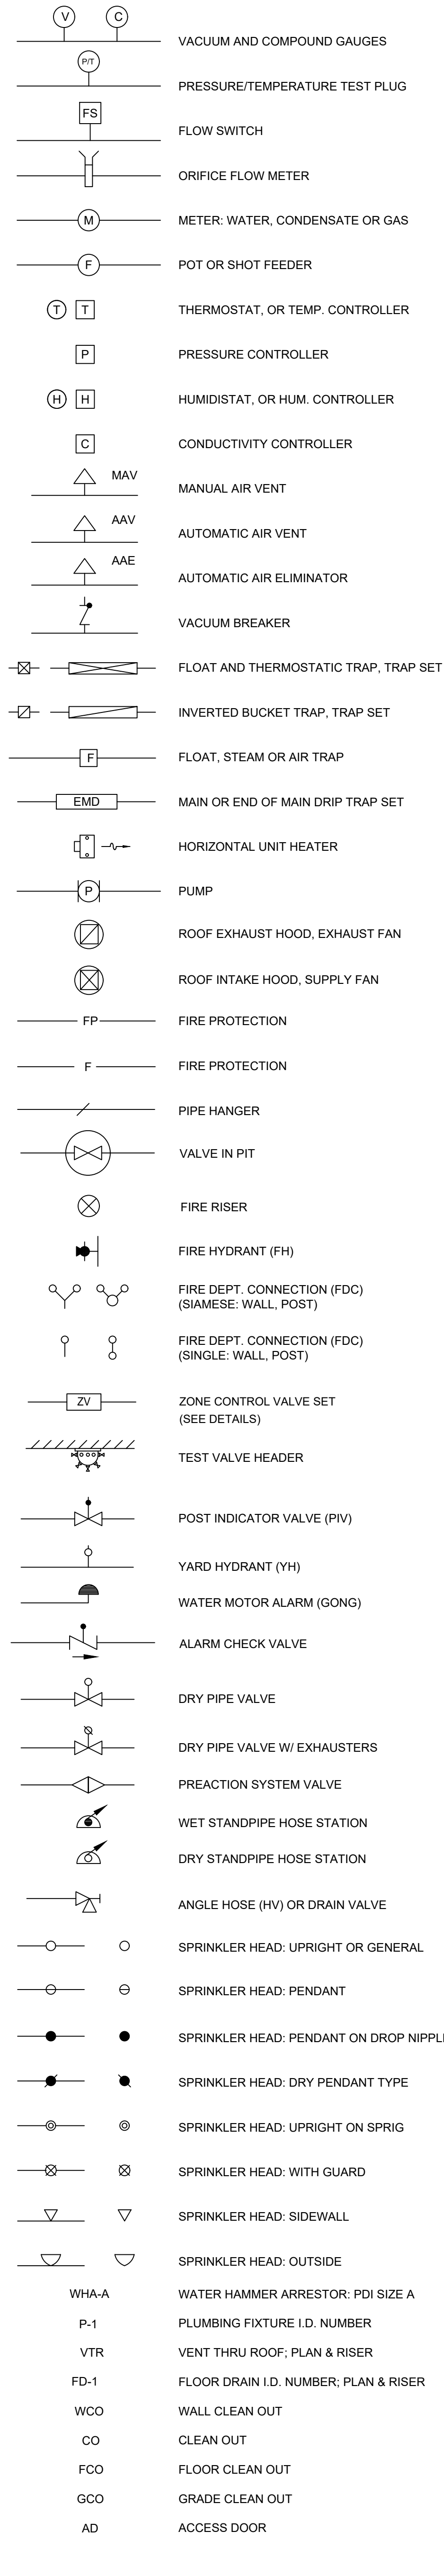 V C
VACUUM AND COMPOUND GAUGES
P/T
PRESSURE/TEMPERATURE TEST PLUG
FS
FLOW SWITCH
ORIFICE FLOW METER
M METER: WATER, CONDENSATE OR GAS
F POT OR SHOT FEEDER
T T THERMOSTAT, OR TEMP. CONTROLLER
P PRESSURE CONTROLLER
H H HUMIDISTAT, OR HUM. CONTROLLER
C CONDUCTIVITY CONTROLLER
MAV
MANUAL AIR VENT
AAV
AUTOMATIC AIR VENT
AAE
AUTOMATIC AIR ELIMINATOR
VACUUM BREAKER
FLOAT AND THERMOSTATIC TRAP, TRAP SET
INVERTED BUCKET TRAP, TRAP SET
F FLOAT, STEAM OR AIR TRAP
EMD MAIN OR END OF MAIN DRIP TRAP SET
HORIZONTAL UNIT HEATER
P PUMP
ROOF EXHAUST HOOD, EXHAUST FAN
ROOF INTAKE HOOD, SUPPLY FAN
FP FIRE PROTECTION
F FIRE PROTECTION
PIPE HANGER
VALVE IN PIT
FIRE RISER
FIRE HYDRANT (FH)
FIRE DEPT. CONNECTION (FDC)
(SIAMESE: WALL, POST)
FIRE DEPT. CONNECTION (FDC)
(SINGLE: WALL, POST)
ZV ZONE CONTROL VALVE SET
(SEE DETAILS)
TEST VALVE HEADER
POST INDICATOR VALVE (PIV)
YARD HYDRANT (YH)
WATER MOTOR ALARM (GONG)
ALARM CHECK VALVE
DRY PIPE VALVE
DRY PIPE VALVE W/ EXHAUSTERS
PREACTION SYSTEM VALVE
WET STANDPIPE HOSE STATION
DRY STANDPIPE HOSE STATION
ANGLE HOSE (HV) OR DRAIN VALVE
SPRINKLER HEAD: UPRIGHT OR GENERAL
SPRINKLER HEAD: PENDANT
SPRINKLER HEAD: PENDANT ON DROP NIPPL
SPRINKLER HEAD: DRY PENDANT TYPE
SPRINKLER HEAD: UPRIGHT ON SPRIG
SPRINKLER HEAD: WITH GUARD
SPRINKLER HEAD: SIDEWALL
SPRINKLER HEAD: OUTSIDE
WHA-A WATER HAMMER ARRESTOR: PDI SIZE A
P-1 PLUMBING FIXTURE I.D. NUMBER
VTR VENT THRU ROOF; PLAN & RISER
FD-1 FLOOR DRAIN I.D. NUMBER; PLAN & RISER
WCO WALL CLEAN OUT
CO CLEAN OUT
FCO FLOOR CLEAN OUT
GCO GRADE CLEAN OUT
AD ACCESS DOOR